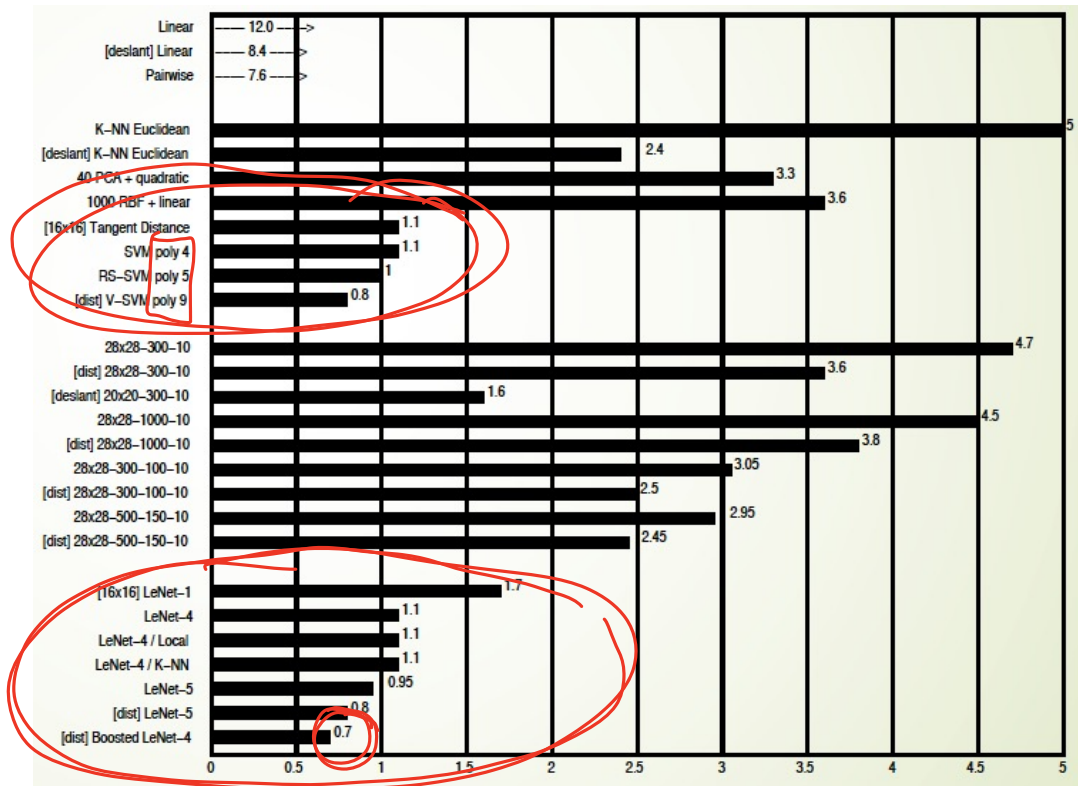 Linear —— 12.0 ——>
[deslant] Linear —— 8.4 ——>
Pairwise —— 7.6 ——>
K−NN Euclidean 5
[deslant] K−NN Euclidean 2.4
40 PCA + quadratic 3.3
1000 RBF + linear 3.6
[16x16] Tangent Distance 1.1
SVM poly 4 1.1
RS−SVM poly 5 1
[dist] V−SVM poly 9 0.8
28x28−300−10 4.7
[dist] 28x28−300−10 3.6
[deslant] 20x20−300−10 1.6
28x28−1000−10 4.5
[dist] 28x28−1000−10 3.8
28x28−300−100−10 3.05
[dist] 28x28−300−100−10 2.5
28x28−500−150−10 2.95
[dist] 28x28−500−150−10 2.45
[16x16] LeNet−1 1.7
LeNet−4 1.1
LeNet−4 / Local 1.1
LeNet−4 / K−NN 1.1
LeNet−5 0.95
[dist] LeNet−5 0.8
[dist] Boosted LeNet−4 0.7
0 0.5 1 1.5 2 2.5 3 3.5 4 4.5 5